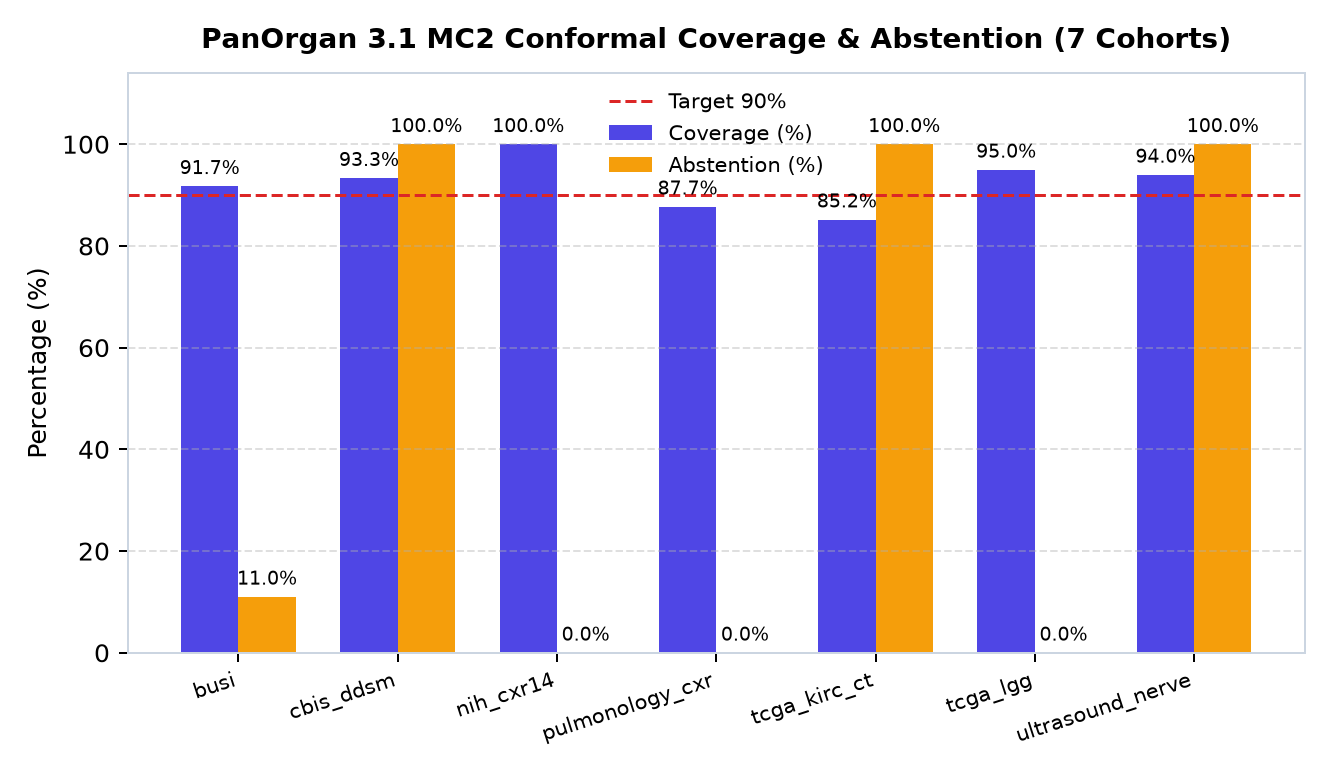 PanOrgan 3.1 MC2 Conformal Coverage & Abstention (7 Cohorts)
Target 90%
Coverage (%)
Abstention (%)
Percentage (%)
100
80
60
40
20
0
91.7%
11.0%
93.3%
100.0%
100.0%
0.0%
87.7%
0.0%
85.2%
100.0%
95.0%
0.0%
94.0%
100.0%
busi
cbis_ddsm
nih_cxr14
pulmonology_cxr
tcga_kirc_ct
tcga_lgg
ultrasound_nerve